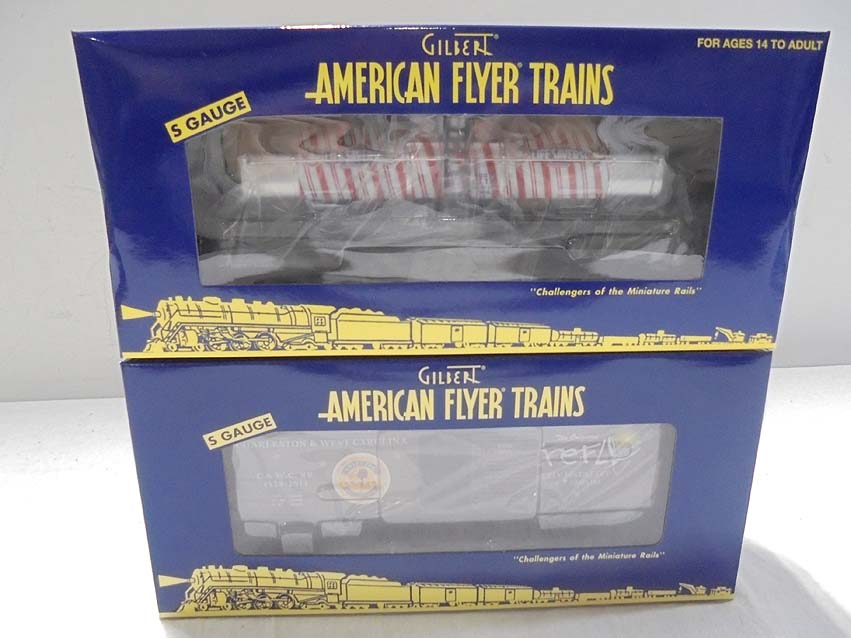 GILBERT®
FOR AGES 14 TO ADULT
AMERICAN FLYER® TRAINS
S GAUGE
"Challengers of the Miniature Rails"
GILBERT®
AMERICAN FLYER® TRAINS
S GAUGE
CHARLESTON & WEST CAROLINA
"Challengers of the Miniature Rails"